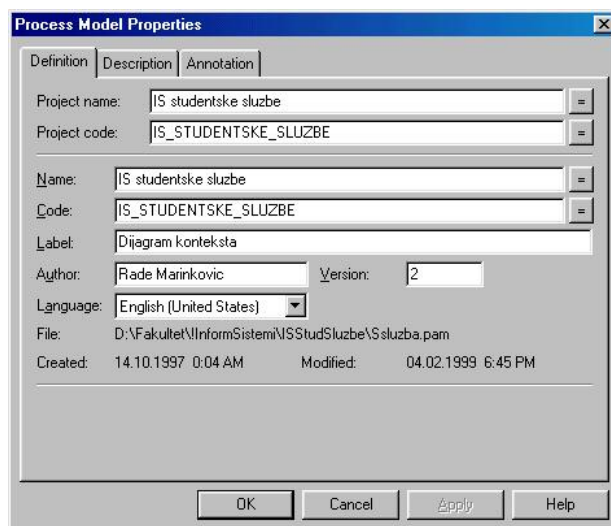 Process Model Properties
Definition Description Annotation
Project name: IS studentske sluzbe =
Project code: IS_STUDENTSKE_SLUZBE =
Name: IS studentske sluzbe =
Code: IS_STUDENTSKE_SLUZBE =
Label: Dijagram konteksta
Author: Rade Marinkovic Version: 2
Language: English (United States)
File: D:\Fakultet\!InformSistemi\ISStudSluzbe\Ssluzba.pam
Created: 14.10.1997 0:04 AM Modified: 04.02.1999 6:45 PM
OK Cancel Apply Help